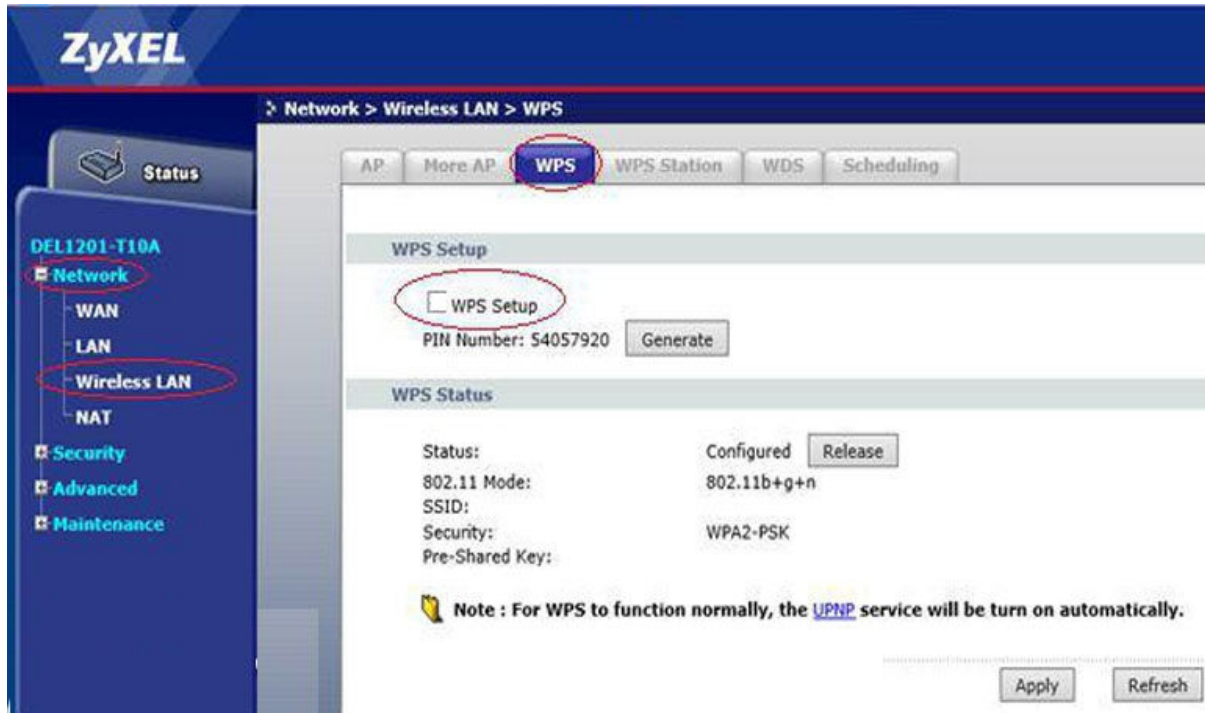 ZyXEL
> Network > Wireless LAN > WPS
Status
AP More AP WPS WPS Station WDS Scheduling
DEL1201-T10A
Network
WAN
LAN
Wireless LAN
NAT
Security
Advanced
Maintenance
WPS Setup
WPS Setup
PIN Number: 54057920 Generate
WPS Status
Status: Configured Release
802.11 Mode: 802.11b+g+n
SSID:
Security: WPA2-PSK
Pre-Shared Key:
Note : For WPS to function normally, the UPNP service will be turn on automatically.
Apply Refresh